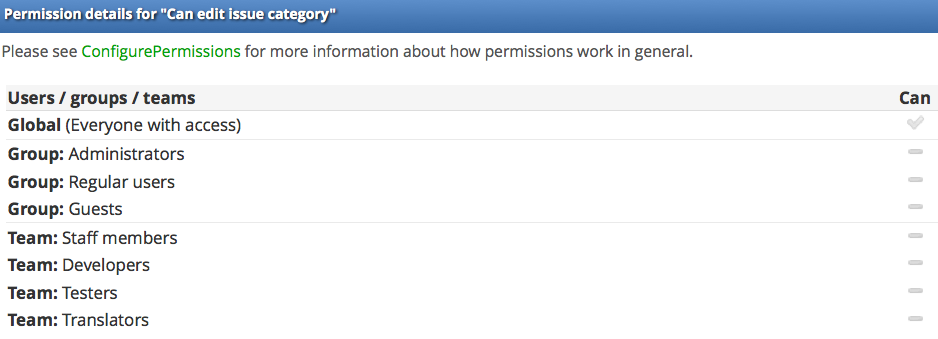 Permission details for "Can edit issue category"
Please see ConfigurePermissions for more information about how permissions work in general.
Users / groups / teams Can
Global (Everyone with access)
Group: Administrators
Group: Regular users
Group: Guests
Team: Staff members
Team: Developers
Team: Testers
Team: Translators